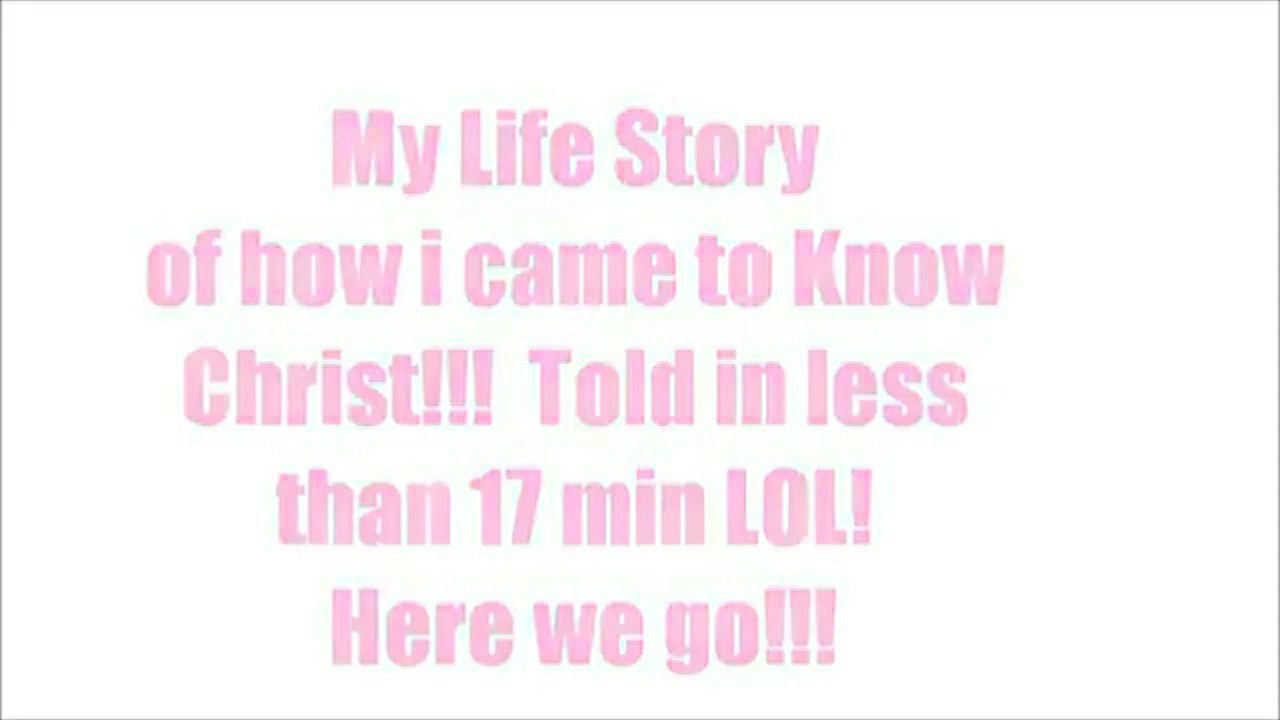 My Life Story
of how i came to Know
Christ!!!  Told in less
than 17 min LOL!
Here we go!!!